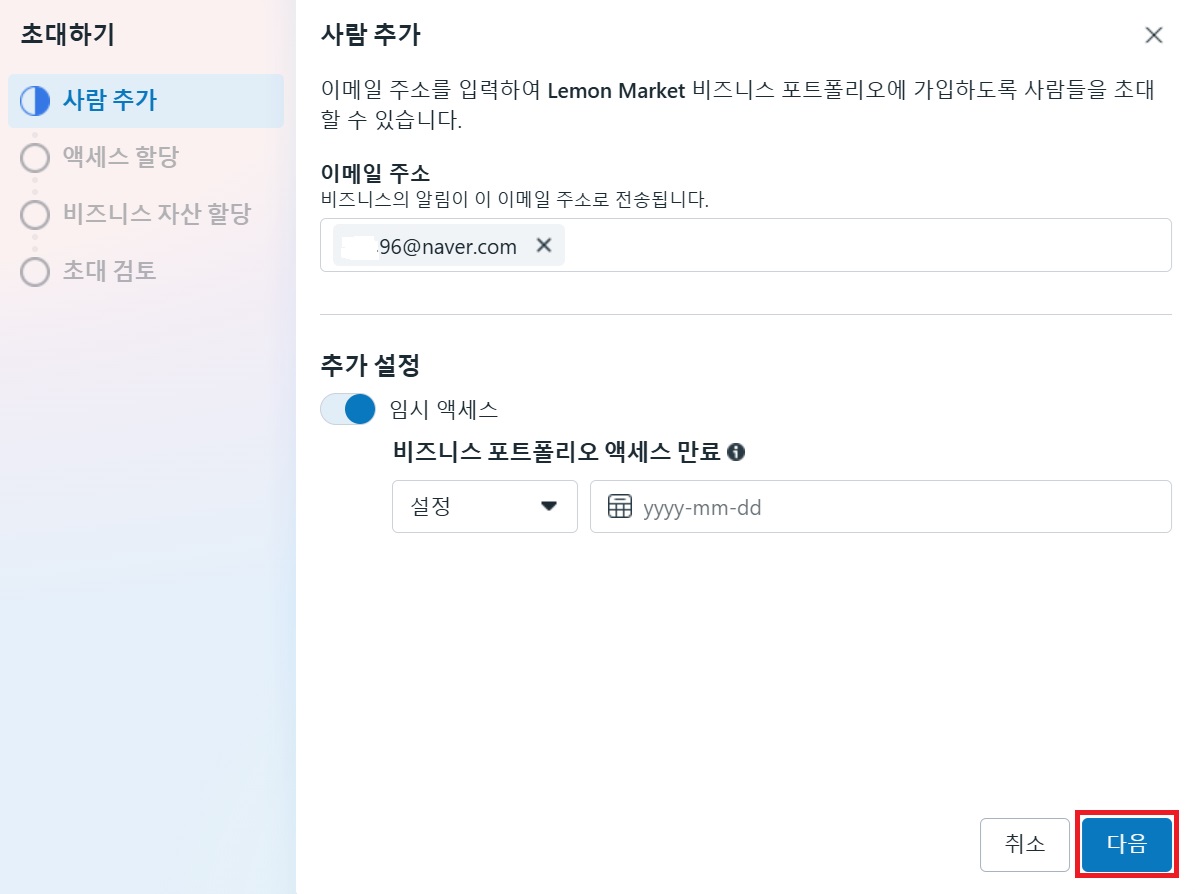 초대하기
사람 추가
액세스 할당
비즈니스 자산 할당
초대 검토
사람 추가
이메일 주소를 입력하여 Lemon Market 비즈니스 포트폴리오에 가입하도록 사람들을 초대
할 수 있습니다.
이메일 주소
비즈니스의 알림이 이 이메일 주소로 전송됩니다.
96@naver.com
추가 설정
임시 액세스
비즈니스 포트폴리오 액세스 만료
설정
yyyy-mm-dd
취소
다음